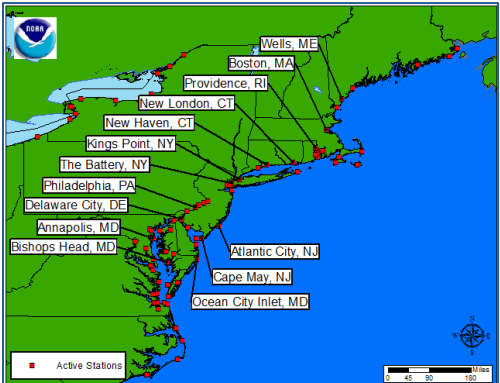 NOAA
Wells, ME
Boston, MA
Providence, RI
New London, CT
New Haven, CT
Kings Point, NY
The Battery, NY
Philadelphia, PA
Delaware City, DE
Annapolis, MD
Bishops Head, MD
Atlantic City, NJ
Cape May, NJ
Ocean City Inlet, MD
N
W E
S
Active Stations
Miles
0 45 90 180